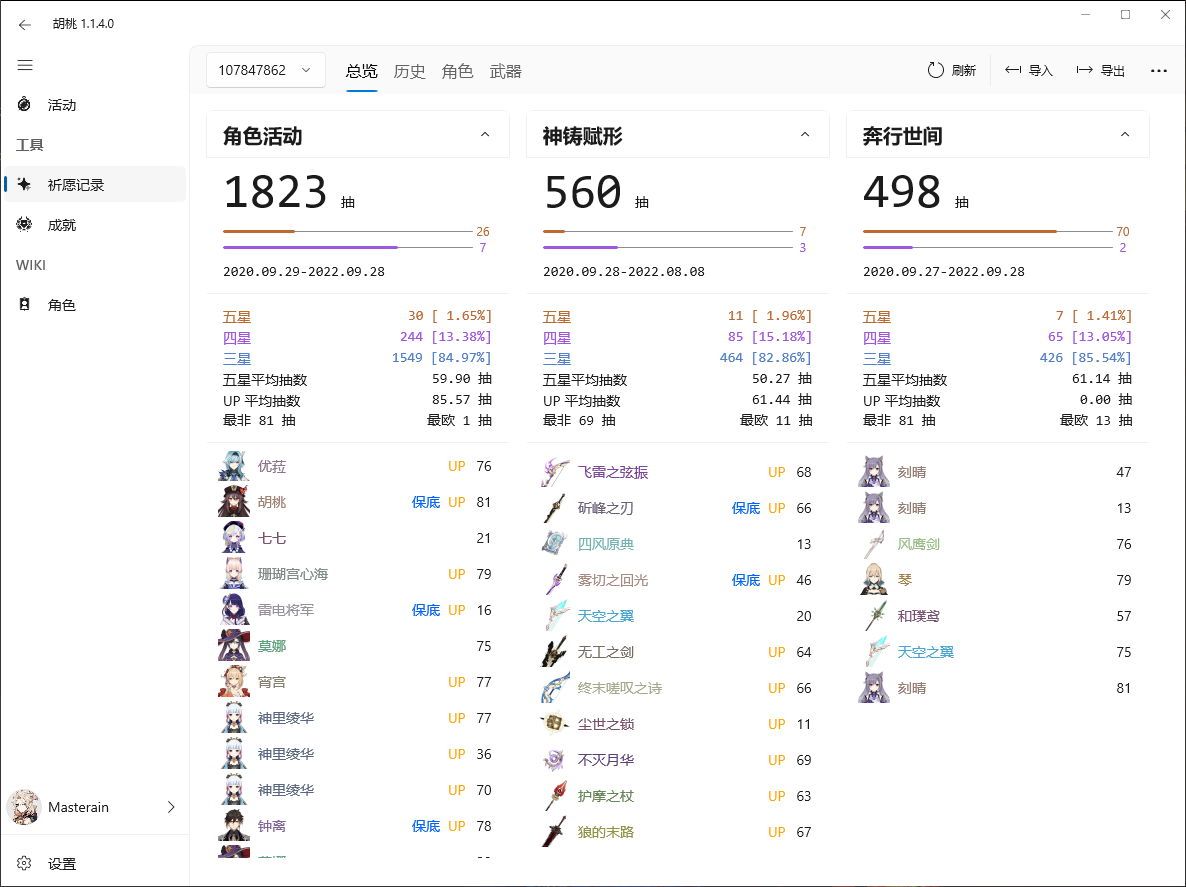 胡桃 1.1.4.0
活动
工具
祈愿记录
成就
WIKI
角色
Masterain
设置
107847862
总览 历史 角色 武器
刷新 导入 导出
角色活动
1823 抽
26
7
2020.09.29-2022.09.28
五星 30 [ 1.65%]
四星 244 [13.38%]
三星 1549 [84.97%]
五星平均抽数 59.90 抽
UP 平均抽数 85.57 抽
最非 81 抽 最欧 1 抽
优菈 UP 76
胡桃 保底 UP 81
七七 21
珊瑚宫心海 UP 79
雷电将军 保底 UP 16
莫娜 75
宵宫 UP 77
神里绫华 UP 77
神里绫华 UP 36
神里绫华 UP 70
钟离 保底 UP 78
神铸赋形
560 抽
7
3
2020.09.28-2022.08.08
五星 11 [ 1.96%]
四星 85 [15.18%]
三星 464 [82.86%]
五星平均抽数 50.27 抽
UP 平均抽数 61.44 抽
最非 69 抽 最欧 11 抽
飞雷之弦振 UP 68
斫峰之刃 保底 UP 66
四风原典 13
雾切之回光 保底 UP 46
天空之翼 20
无工之剑 UP 64
终末嗟叹之诗 UP 66
尘世之锁 UP 11
不灭月华 UP 69
护摩之杖 UP 63
狼的末路 UP 67
奔行世间
498 抽
70
2
2020.09.27-2022.09.28
五星 7 [ 1.41%]
四星 65 [13.05%]
三星 426 [85.54%]
五星平均抽数 61.14 抽
UP 平均抽数 0.00 抽
最非 81 抽 最欧 13 抽
刻晴 47
刻晴 13
风鹰剑 76
琴 79
和璞鸢 57
天空之翼 75
刻晴 81